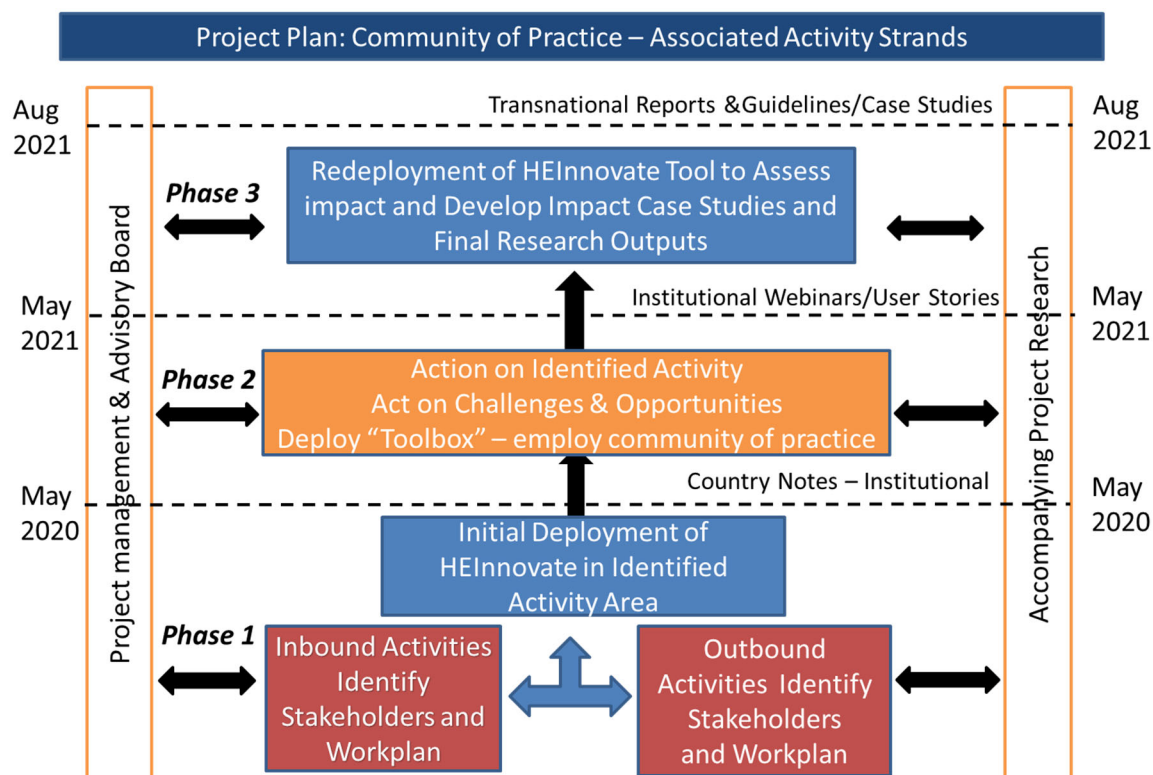 Project Plan: Community of Practice – Associated Activity Strands
Aug
2021
Transnational Reports &Guidelines/Case Studies
Aug
2021
Phase 3
Redeployment of HEInnovate Tool to Assess
impact and Develop Impact Case Studies and
Final Research Outputs
Project management & Advisory Board
Accompanying Project Research
May
2021
Institutional Webinars/User Stories
May
2021
Phase 2
Action on Identified Activity
Act on Challenges & Opportunities
Deploy “Toolbox” – employ community of practice
May
2020
Country Notes – Institutional
May
2020
Initial Deployment of
HEInnovate in Identified
Activity Area
Phase 1
Inbound Activities
Identify
Stakeholders and
Workplan
Outbound
Activities Identify
Stakeholders
and Workplan